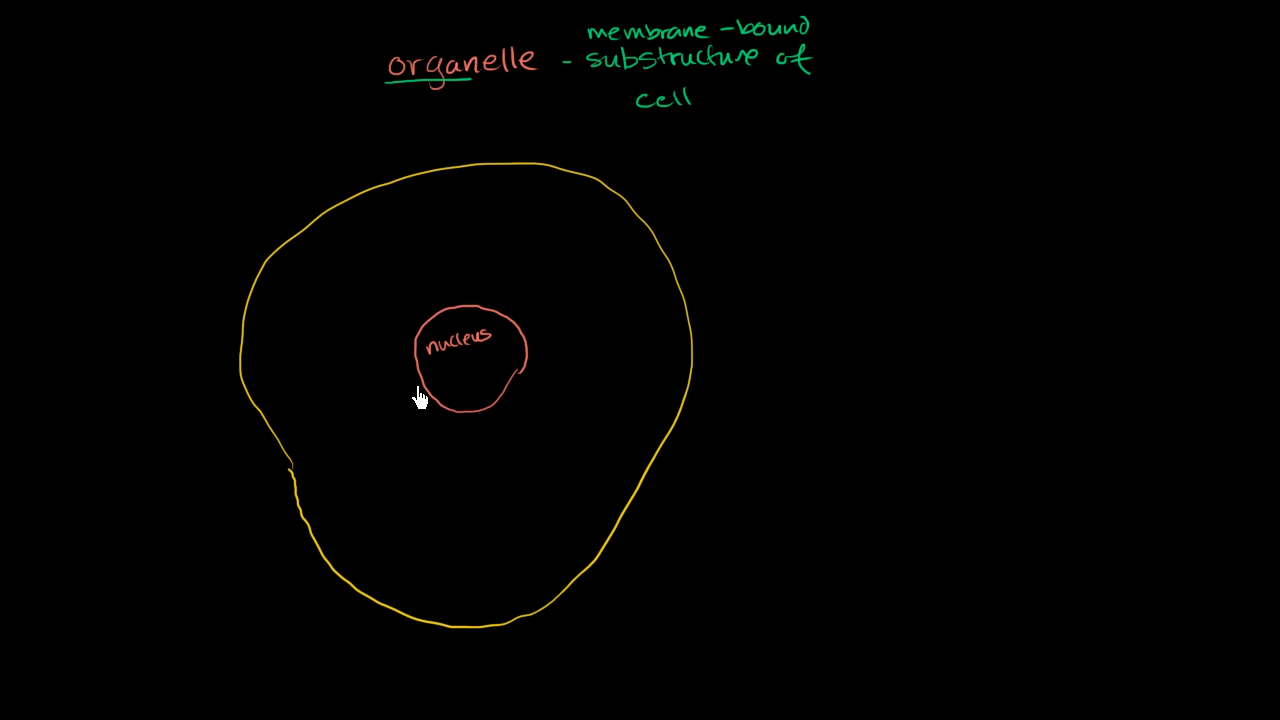 membrane-bound
organelle - substructure of
cell
nucleus